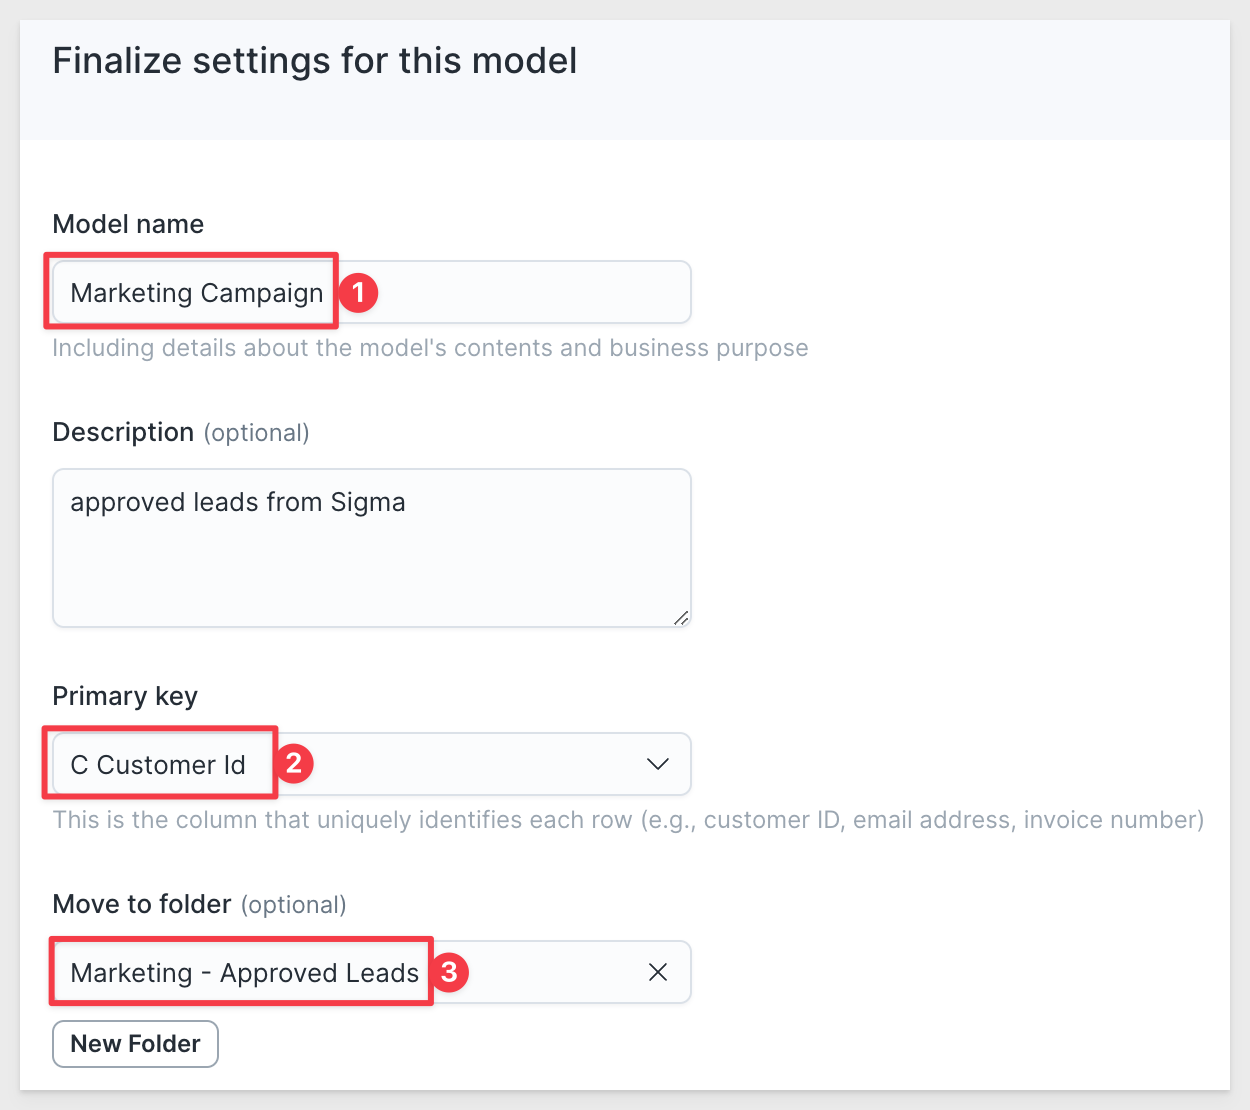 Finalize settings for this model
Model name
Marketing Campaign 1
Including details about the model's contents and business purpose
Description (optional)
approved leads from Sigma
Primary key
C Customer Id 2
This is the column that uniquely identifies each row (e.g., customer ID, email address, invoice number)
Move to folder (optional)
Marketing - Approved Leads 3
New Folder